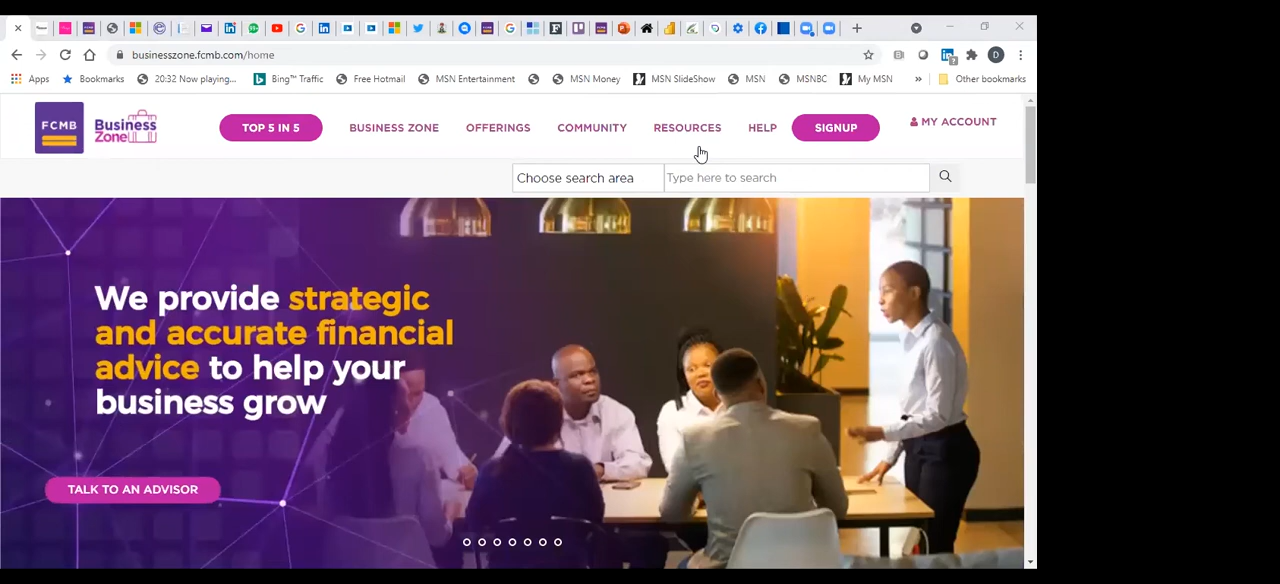 businesszone.fcmb.com/home
D
Apps Bookmarks 20:32 Now playing... Bing™ Traffic Free Hotmail MSN Entertainment MSN Money MSN SlideShow MSN MSNBC My MSN » Other bookmarks
FCMB Business Zone TOP 5 IN 5 BUSINESS ZONE OFFERINGS COMMUNITY RESOURCES HELP SIGNUP MY ACCOUNT
Choose search area Type here to search
We provide strategic
and accurate financial
advice to help your
business grow
TALK TO AN ADVISOR